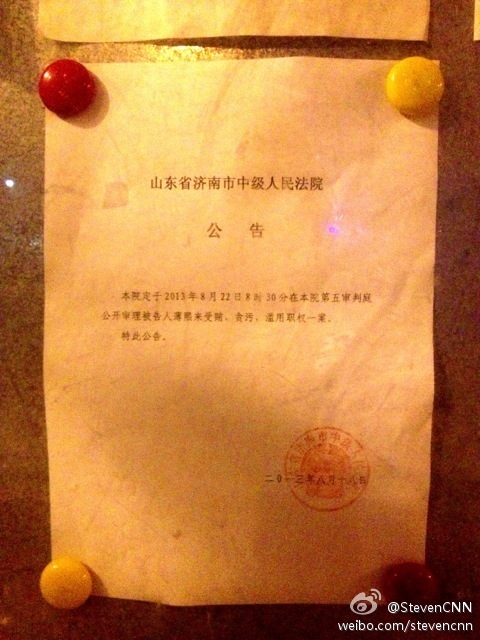 山东省济南市中级人民法院
公 告
本院定于2013年8月22日8时30分在本院第五审判庭
公开审理被告人薄熙来受贿、贪污、滥用职权一案。
特此公告。
二〇一三年八月十八日
@StevenCNN
weibo.com/stevencnn